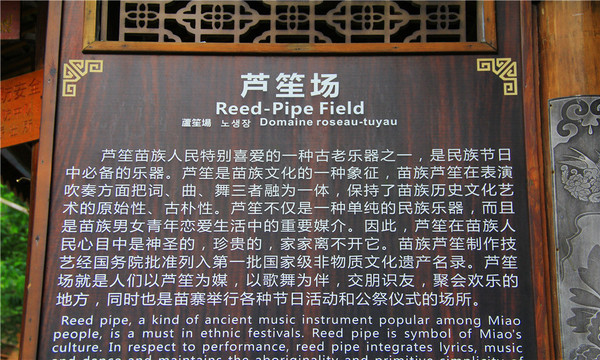 芦笙场
Reed-Pipe Field
蘆笙場 노생장 Domaine roseau-tuyau
芦笙苗族人民特别喜爱的一种古老乐器之一，是民族节日
中必备的乐器。芦笙是苗族文化的一种象征，苗族芦笙在表演
吹奏方面把词、曲、舞三者融为一体，保持了苗族历史文化艺
术的原始性、古朴性。芦笙不仅是一种单纯的民族乐器，而且
是苗族男女青年恋爱生活中的重要媒介。因此，芦笙在苗族人
民心目中是神圣的，珍贵的，家家离不开它。苗族芦笙制作技
艺经国务院批准列入第一批国家级非物质文化遗产名录。芦笙
场就是人们以芦笙为媒，以歌舞为伴，交朋识友，聚会欢乐的
地方，同时也是苗寨举行各种节日活动和公祭仪式的场所。
Reed pipe, a kind of ancient music instrument popular among Miao
people, is a must in ethnic festivals. Reed pipe is symbol of Miao's
culture. In respect to performance, reed pipe integrates lyrics, music
and dance and maintains the aboriginality and primitive simplicity of